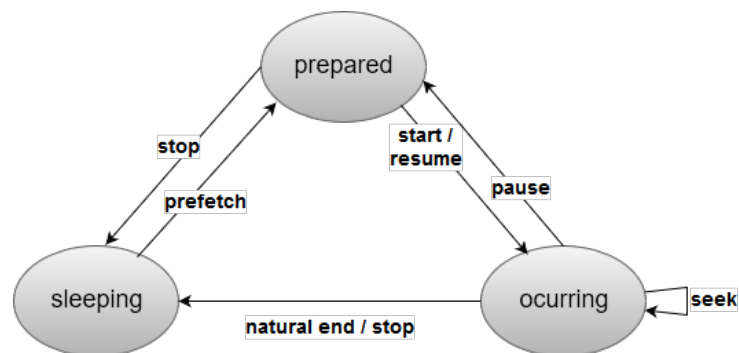 prepared
start /
resume
stop
pause
prefetch
sleeping
ocurring
seek
natural end / stop